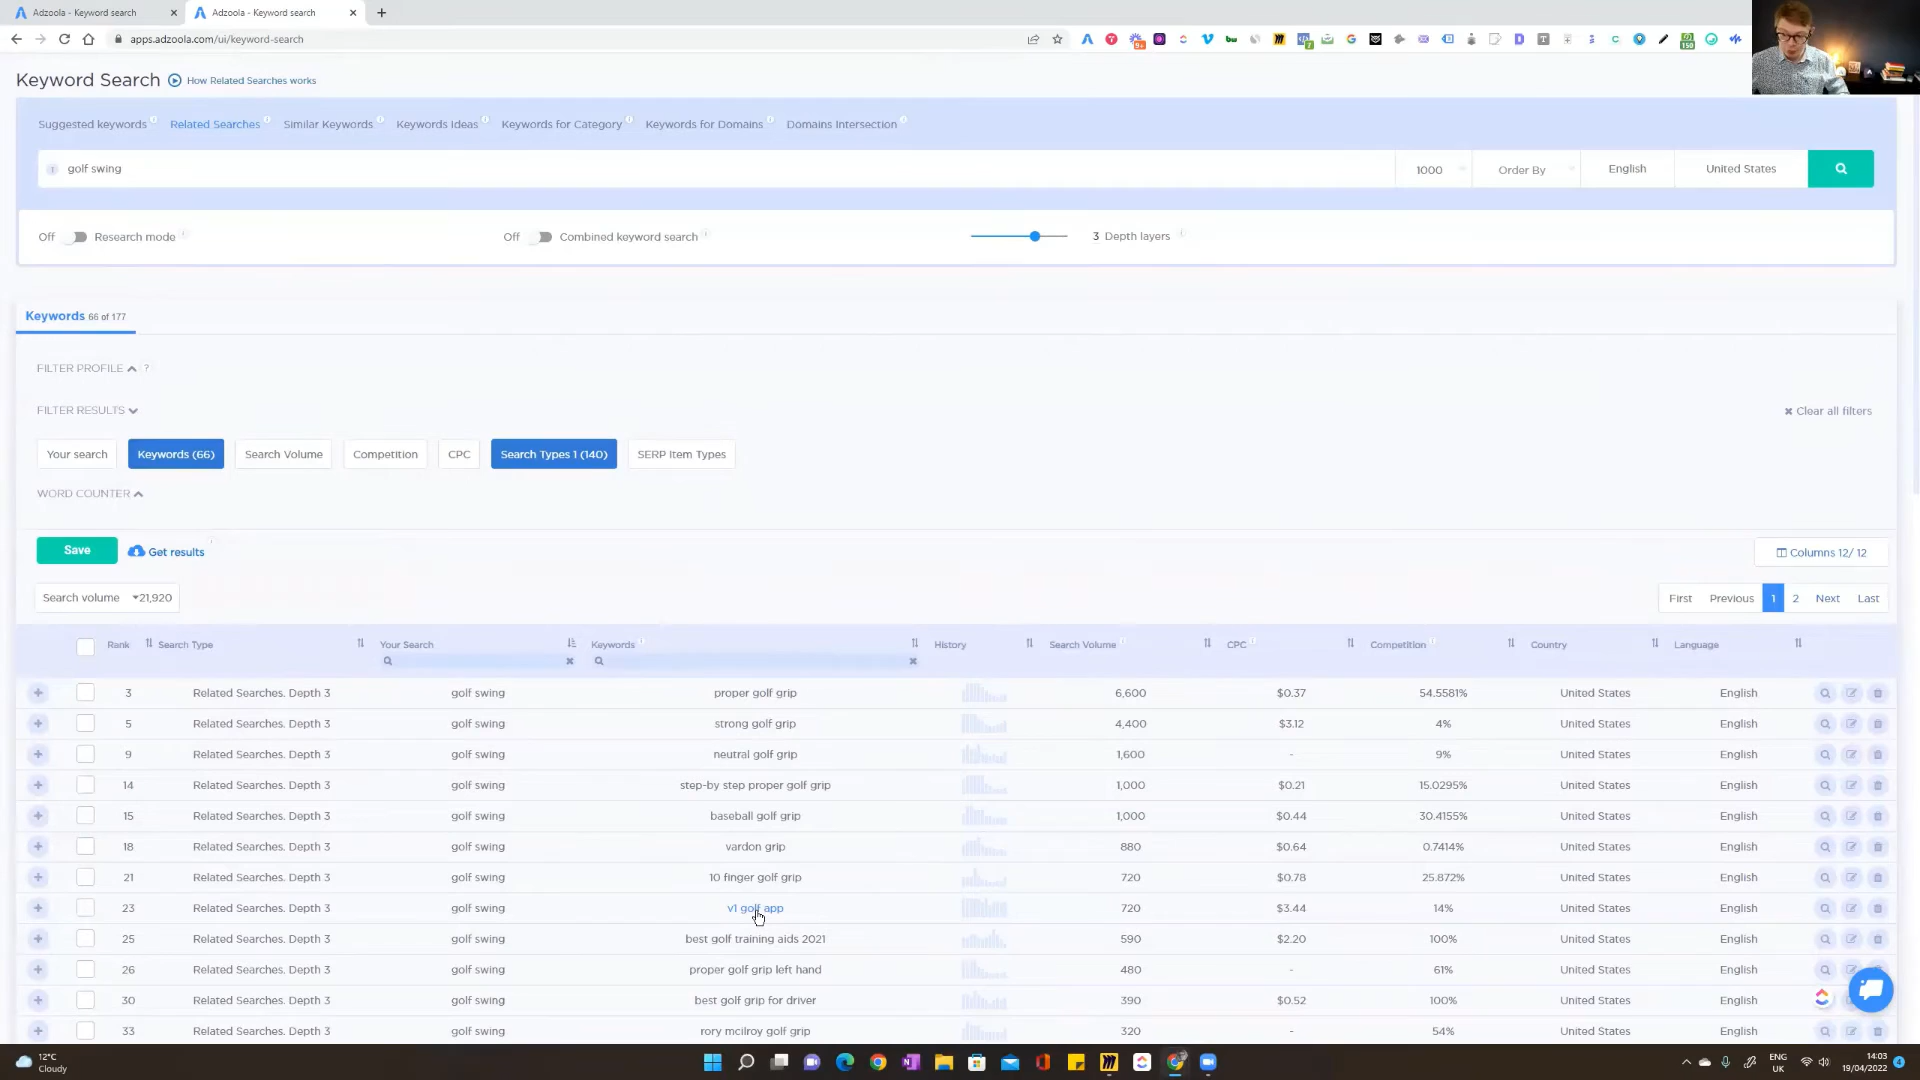 Adzoola - Keyword search
Adzoola - Keyword search
apps.adzoola.com/ui/keyword-search
Keyword Search How Related Searches works
Suggested keywords Related Searches Similar Keywords Keywords Ideas Keywords for Category Keywords for Domains Domains Intersection
golf swing 1000 Order By English United States
Off Research mode Off Combined keyword search 3 Depth layers
Keywords 66 of 177
FILTER PROFILE ?
FILTER RESULTS Clear all filters
Your search Keywords (66) Search Volume Competition CPC Search Types 1 (140) SERP Item Types
WORD COUNTER
Save Get results Columns 12/ 12
Search volume 21,920 First Previous 1 2 Next Last
Rank Search Type Your Search Keywords History Search Volume CPC Competition Country Language
3 Related Searches. Depth 3 golf swing proper golf grip 6,600 $0.37 54.5581% United States English
5 Related Searches. Depth 3 golf swing strong golf grip 4,400 $3.12 4% United States English
9 Related Searches. Depth 3 golf swing neutral golf grip 1,600 - 9% United States English
14 Related Searches. Depth 3 golf swing step-by step proper golf grip 1,000 $0.21 15.0295% United States English
15 Related Searches. Depth 3 golf swing baseball golf grip 1,000 $0.44 30.4155% United States English
18 Related Searches. Depth 3 golf swing vardon grip 880 $0.64 0.7414% United States English
21 Related Searches. Depth 3 golf swing 10 finger golf grip 720 $0.78 25.872% United States English
23 Related Searches. Depth 3 golf swing v1 golf app 720 $3.44 14% United States English
25 Related Searches. Depth 3 golf swing best golf training aids 2021 590 $2.20 100% United States English
26 Related Searches. Depth 3 golf swing proper golf grip left hand 480 - 61% United States English
30 Related Searches. Depth 3 golf swing best golf grip for driver 390 $0.52 100% United States English
33 Related Searches. Depth 3 golf swing rory mcilroy golf grip 320 - 54% United States English
12°C
Cloudy
ENG
UK
14:03
19/04/2022